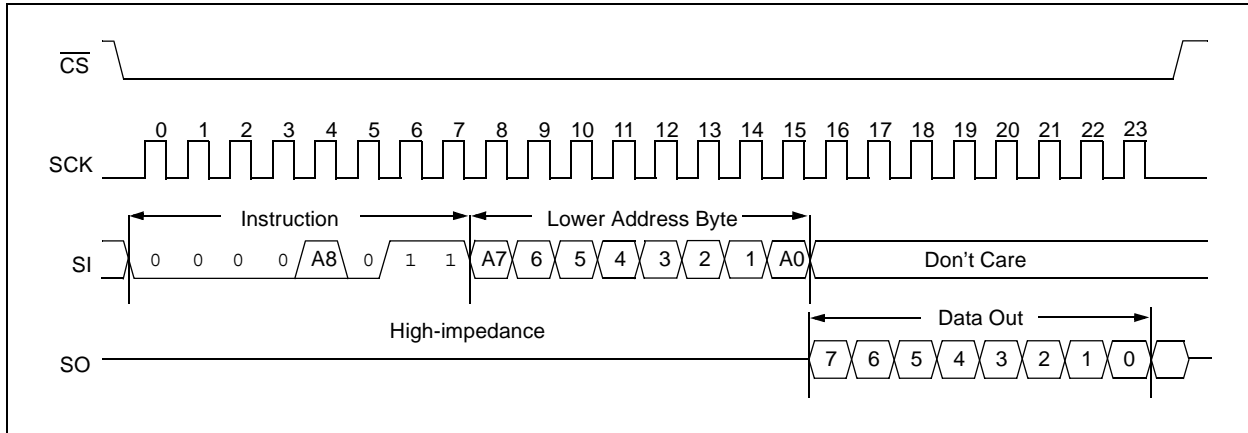 CS
0 1 2 3 4 5 6 7 8 9 10 11 12 13 14 15 16 17 18 19 20 21 22 23
SCK
Instruction Lower Address Byte
SI 0 0 0 0 A8 0 1 1 A7 6 5 4 3 2 1 A0 Don't Care
High-impedance Data Out
SO 7 6 5 4 3 2 1 0